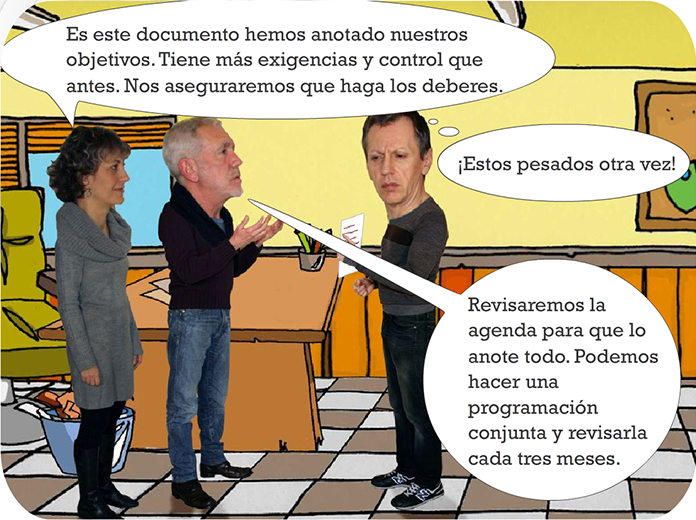 Es este documento hemos anotado nuestros
objetivos. Tiene más exigencias y control que
antes. Nos aseguraremos que haga los deberes.
¡Estos pesados otra vez!
Revisaremos la
agenda para que lo
anote todo. Podemos
hacer una
programación
conjunta y revisarla
cada tres meses.